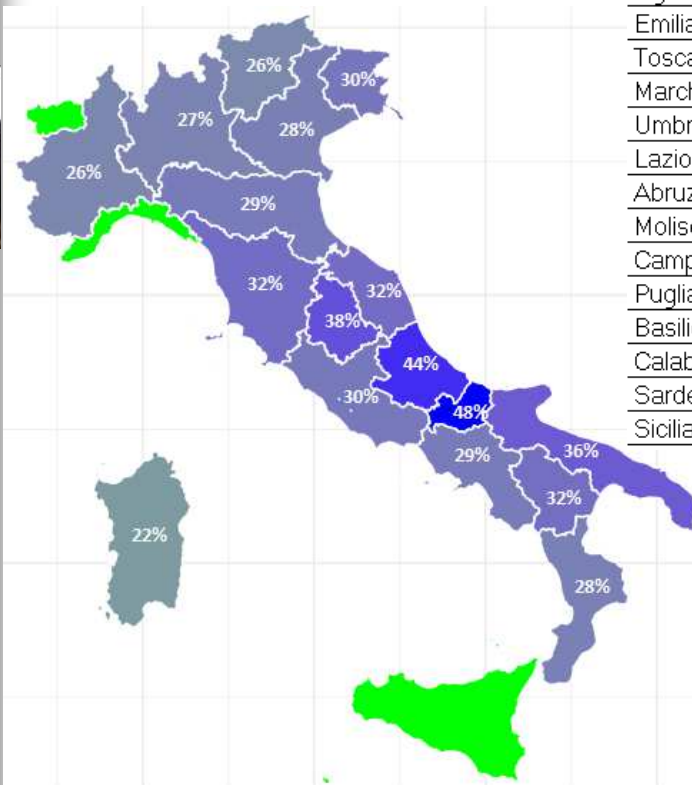 26%
30%
27%
28%
26%
29%
32%
32%
38%
44%
30%
48%
36%
29%
32%
22%
28%
Emilia
Tosca
March
Umbr
Lazio
Abruz
Molise
Camp
Puglia
Basili
Calab
Sarde
Sicilia